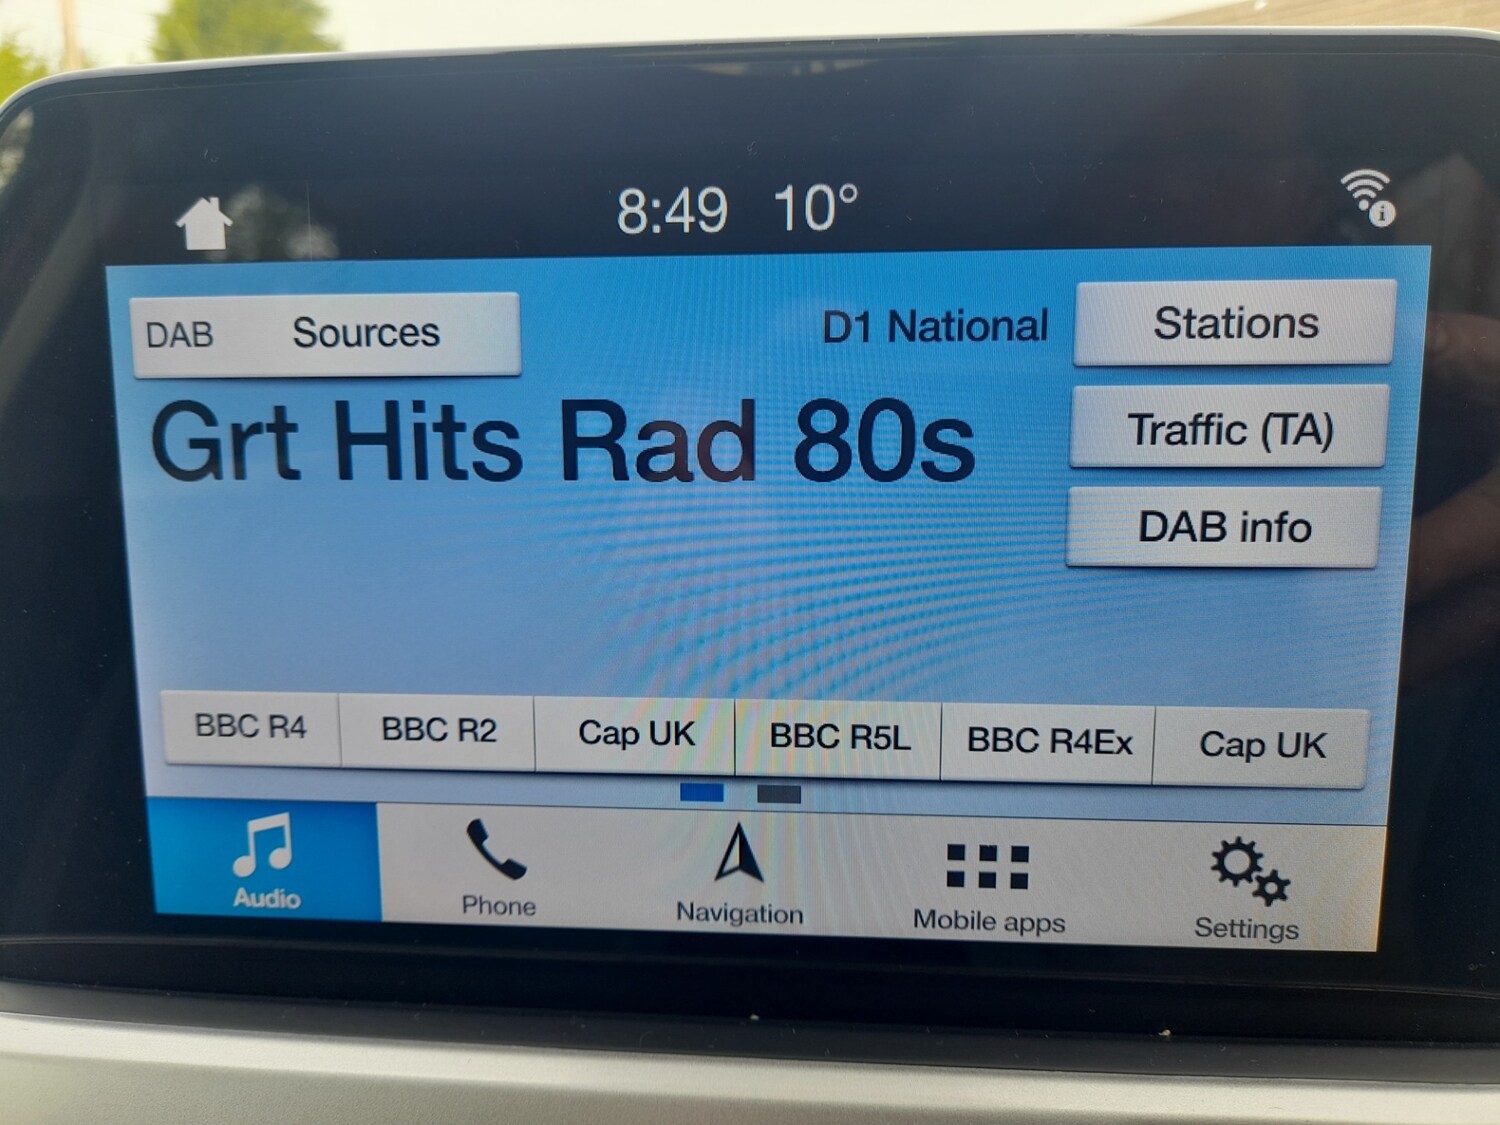 8:49 10°
DAB Sources
D1 National
Stations
Grt Hits Rad 80s
Traffic (TA)
DAB info
BBC R4
BBC R2
Cap UK
BBC R5L
BBC R4Ex
Cap UK
Audio
Phone
Navigation
Mobile apps
Settings